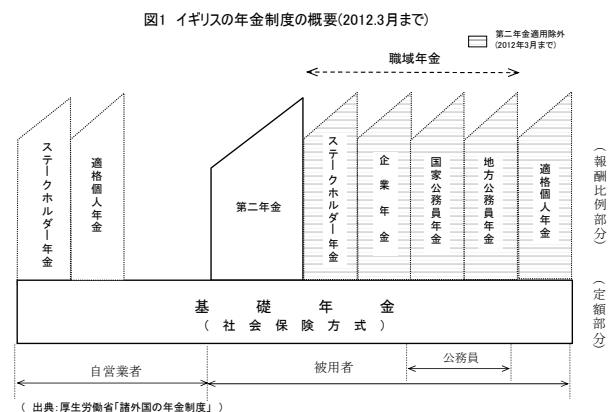 図1 イギリスの年金制度の概要(2012.3月まで)
第二年金適用除外
(2012年3月まで)
職域年金
ステークホルダー年金
適格個人年金
第二年金
ステークホルダー年金
企業年金
国家公務員年金
地方公務員年金
適格個人年金
(報酬比例部分)
基礎年金
(社会保険方式)
(定額部分)
自営業者
被用者
公務員
( 出典:厚生労働省「諸外国の年金制度」 )